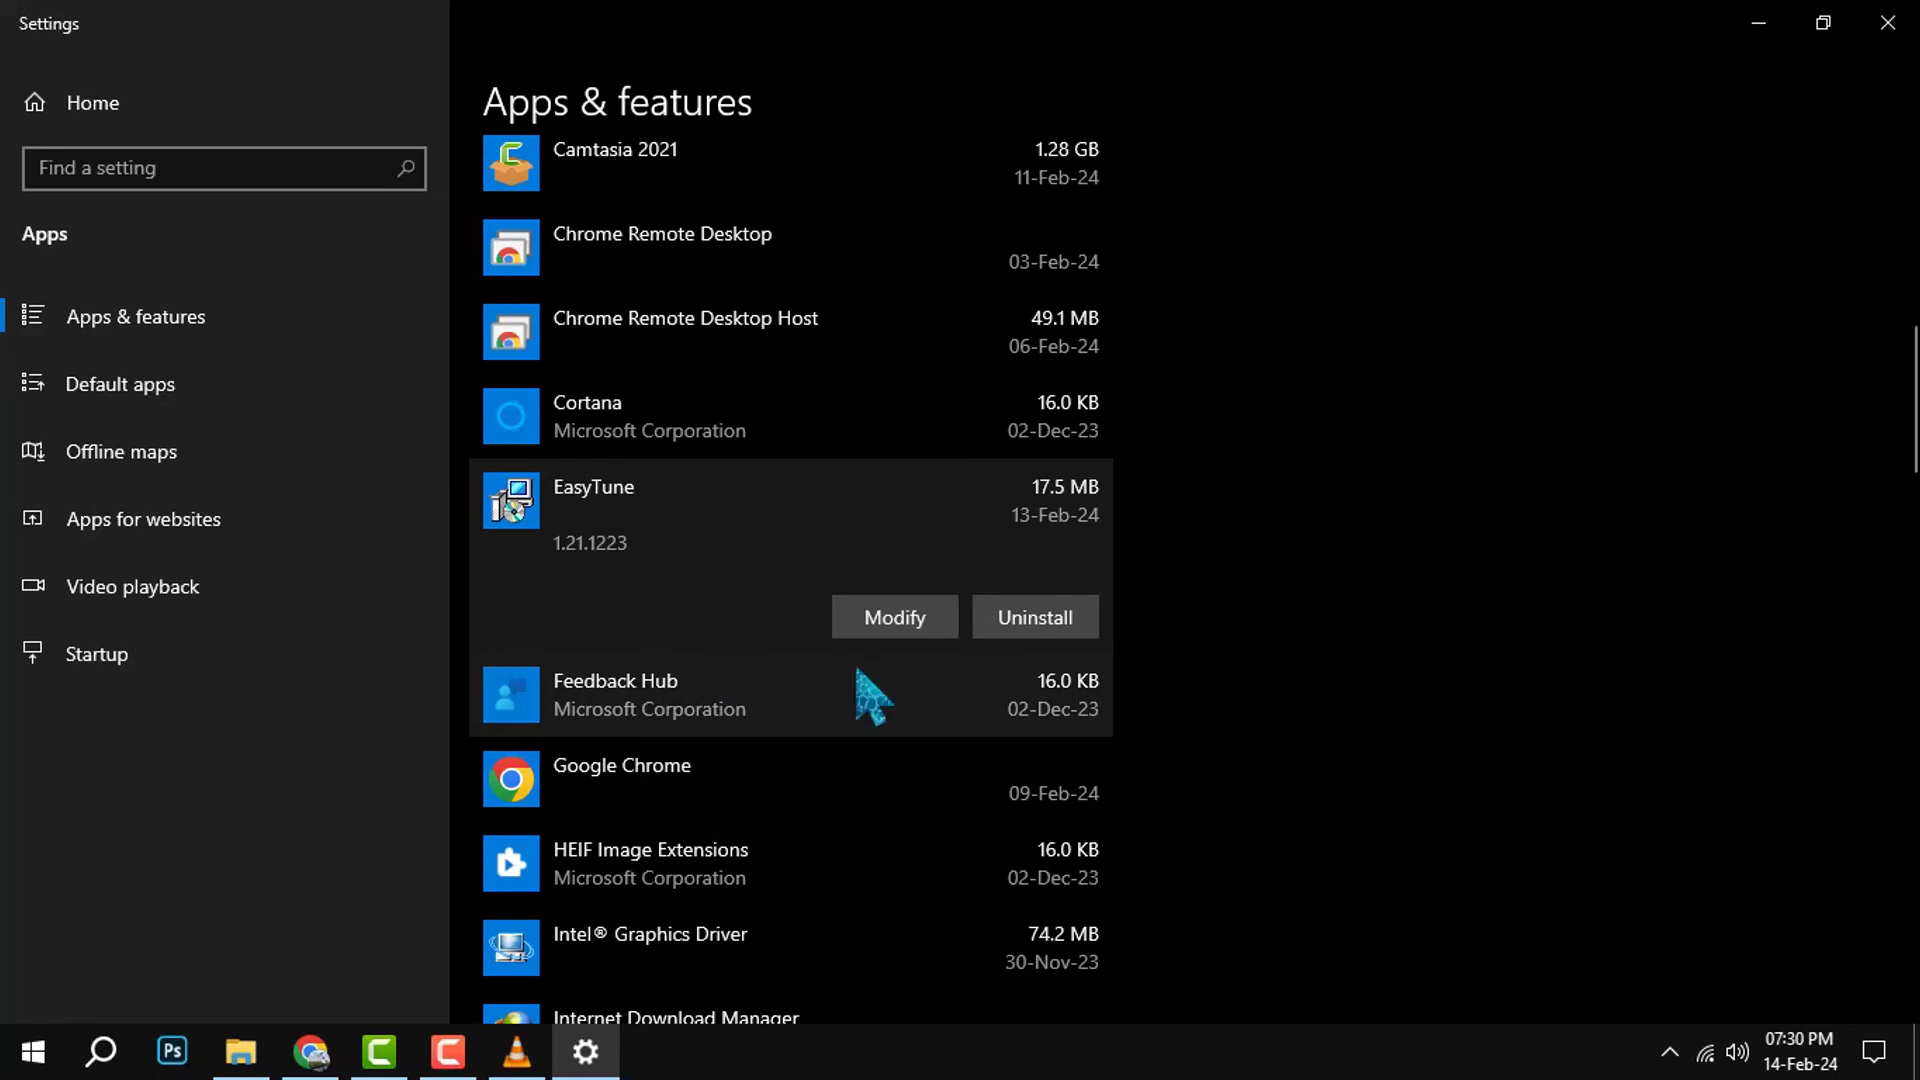 Settings
Home
Find a setting
Apps
Apps & features
Default apps
Offline maps
Apps for websites
Video playback
Startup
Apps & features
Camtasia 2021 1.28 GB
11-Feb-24
Chrome Remote Desktop
03-Feb-24
Chrome Remote Desktop Host 49.1 MB
06-Feb-24
Cortana 16.0 KB
Microsoft Corporation 02-Dec-23
EasyTune 17.5 MB
13-Feb-24
1.21.1223
Modify Uninstall
Feedback Hub 16.0 KB
Microsoft Corporation 02-Dec-23
Google Chrome
09-Feb-24
HEIF Image Extensions 16.0 KB
Microsoft Corporation 02-Dec-23
Intel® Graphics Driver 74.2 MB
30-Nov-23
Internet Download Manager
Ps
07:30 PM
14-Feb-24